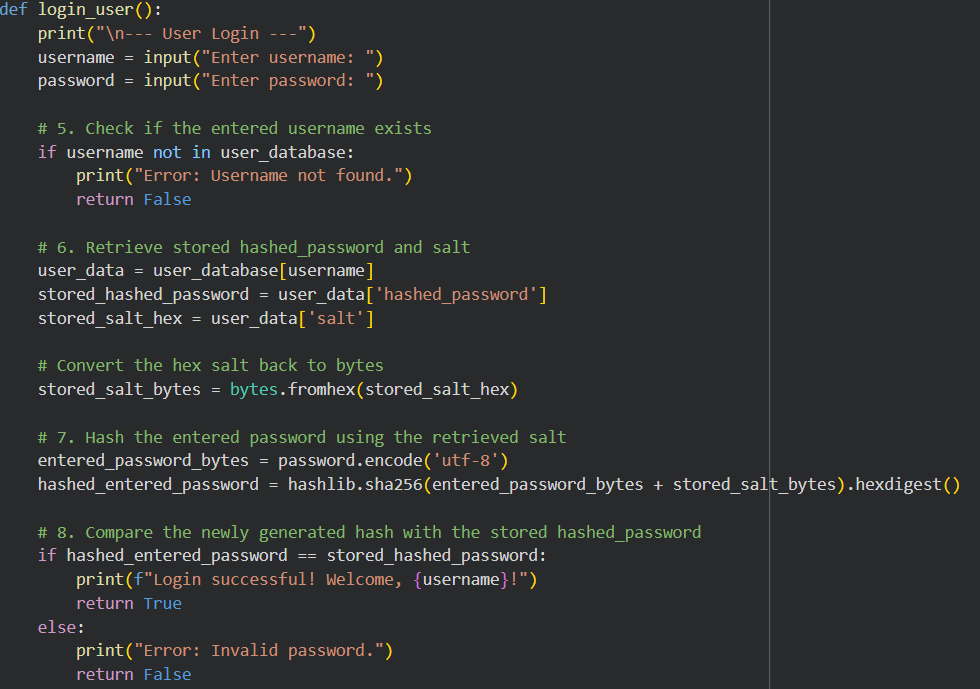 def login_user():
    print("\n--- User Login ---")
    username = input("Enter username: ")
    password = input("Enter password: ")

    # 5. Check if the entered username exists
    if username not in user_database:
        print("Error: Username not found.")
        return False

    # 6. Retrieve stored hashed_password and salt
    user_data = user_database[username]
    stored_hashed_password = user_data['hashed_password']
    stored_salt_hex = user_data['salt']

    # Convert the hex salt back to bytes
    stored_salt_bytes = bytes.fromhex(stored_salt_hex)

    # 7. Hash the entered password using the retrieved salt
    entered_password_bytes = password.encode('utf-8')
    hashed_entered_password = hashlib.sha256(entered_password_bytes + stored_salt_bytes).hexdigest()

    # 8. Compare the newly generated hash with the stored hashed_password
    if hashed_entered_password == stored_hashed_password:
        print(f"Login successful! Welcome, {username}!")
        return True
    else:
        print("Error: Invalid password.")
        return False